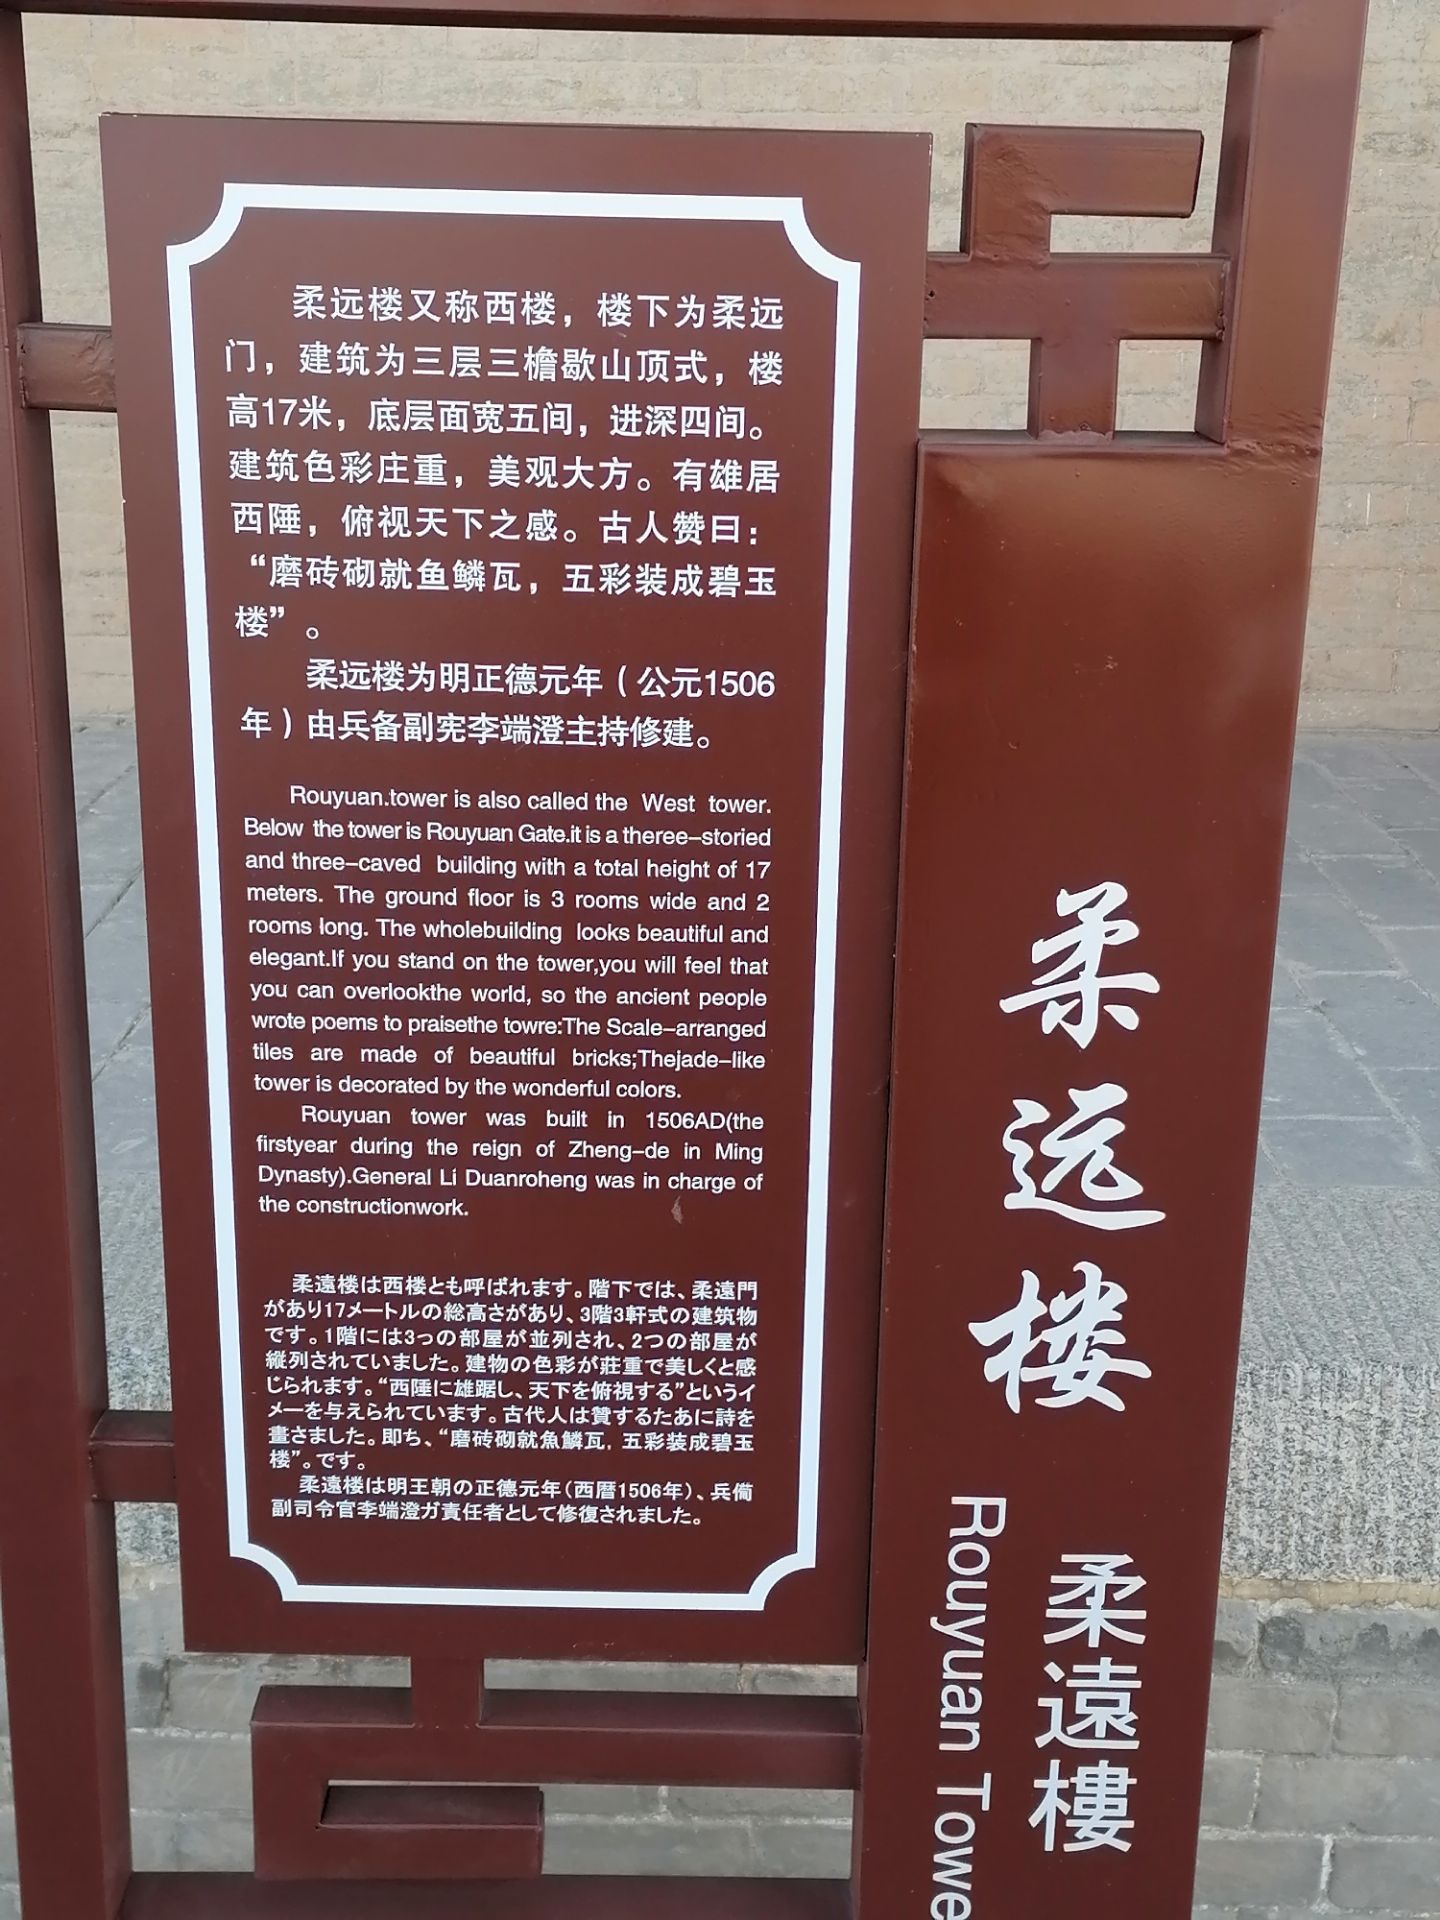 柔远楼又称西楼，楼下为柔远
门，建筑为三层三檐歇山顶式，楼
高17米，底层面宽五间，进深四间。
建筑色彩庄重，美观大方。有雄居
西陲，俯视天下之感。古人赞曰：
“磨砖砌就鱼鳞瓦，五彩装成碧玉
楼”。
柔远楼为明正德元年（公元1506
年）由兵备副宪李端澄主持修建。
Rouyuan.tower is also called the West tower.
Below the tower is Rouyuan Gate.it is a theree-storied
and three-caved building with a total height of 17
meters. The ground floor is 3 rooms wide and 2
rooms long. The wholebuilding looks beautiful and
elegant.If you stand on the tower,you will feel that
you can overlookthe world, so the ancient people
wrote poems to praisethe towre:The Scale-arranged
tiles are made of beautiful bricks;Thejade-like
tower is decorated by the wonderful colors.
Rouyuan tower was built in 1506AD(the
firstyear during the reign of Zheng-de in Ming
Dynasty).General Li Duanroheng was in charge of
the constructionwork.
柔遠楼は西楼とも呼ばれます。階下では、柔遠門
があり17メートルの総高さがあり、3階3軒式の建筑物
です。1階には3っの部屋が並列され、2つの部屋が
縦列されていました。建物の色彩が莊重で美しくと感
じられます。“西陲に雄踞し、天下を俯視する”というイ
メーを与えられています。古代人は贊するたあに詩を
畫さました。即ち、“磨砖砌就魚鱗瓦，五彩装成碧玉
楼”。です。
柔遠楼は明王朝の正徳元年（西暦1506年）、兵備
副司令官李端澄ガ責任者として修復されました。
柔远楼
柔遠樓
Rouyuan Towe